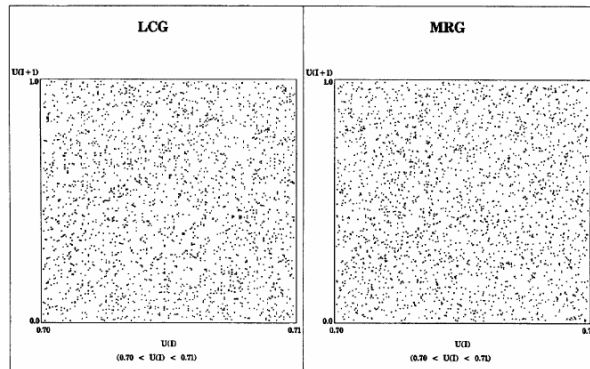 LCG
U(I+1)
1.0
0.0
0.70
0.71
U(I)
(0.70 < U(I) < 0.71)
MRG
U(I+1)
1.0
0.0
0.70
U(I)
(0.70 < U(I) < 0.71)